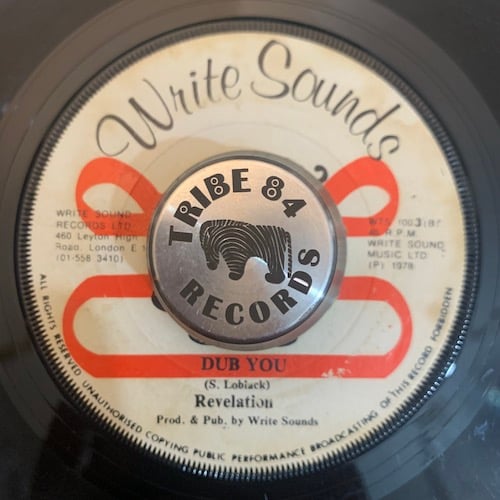 Write Sounds
WRITE SOUND
RECORDS LTD.
460 Leyton High
Road, London E 1
(01-558 3410)
45 R.P.M.
WRITE SOUND
MUSIC LTD.
(P) 1978
TRIBE 84
RECORDS
DUB YOU
(S. Loblack)
Revelation
Prod. & Pub. by Write Sounds
ALL RIGHTS RESERVED UNAUTHORISED COPYING PUBLIC PERFORMANCE BROADCASTING OF THIS RECORD FORBIDDEN